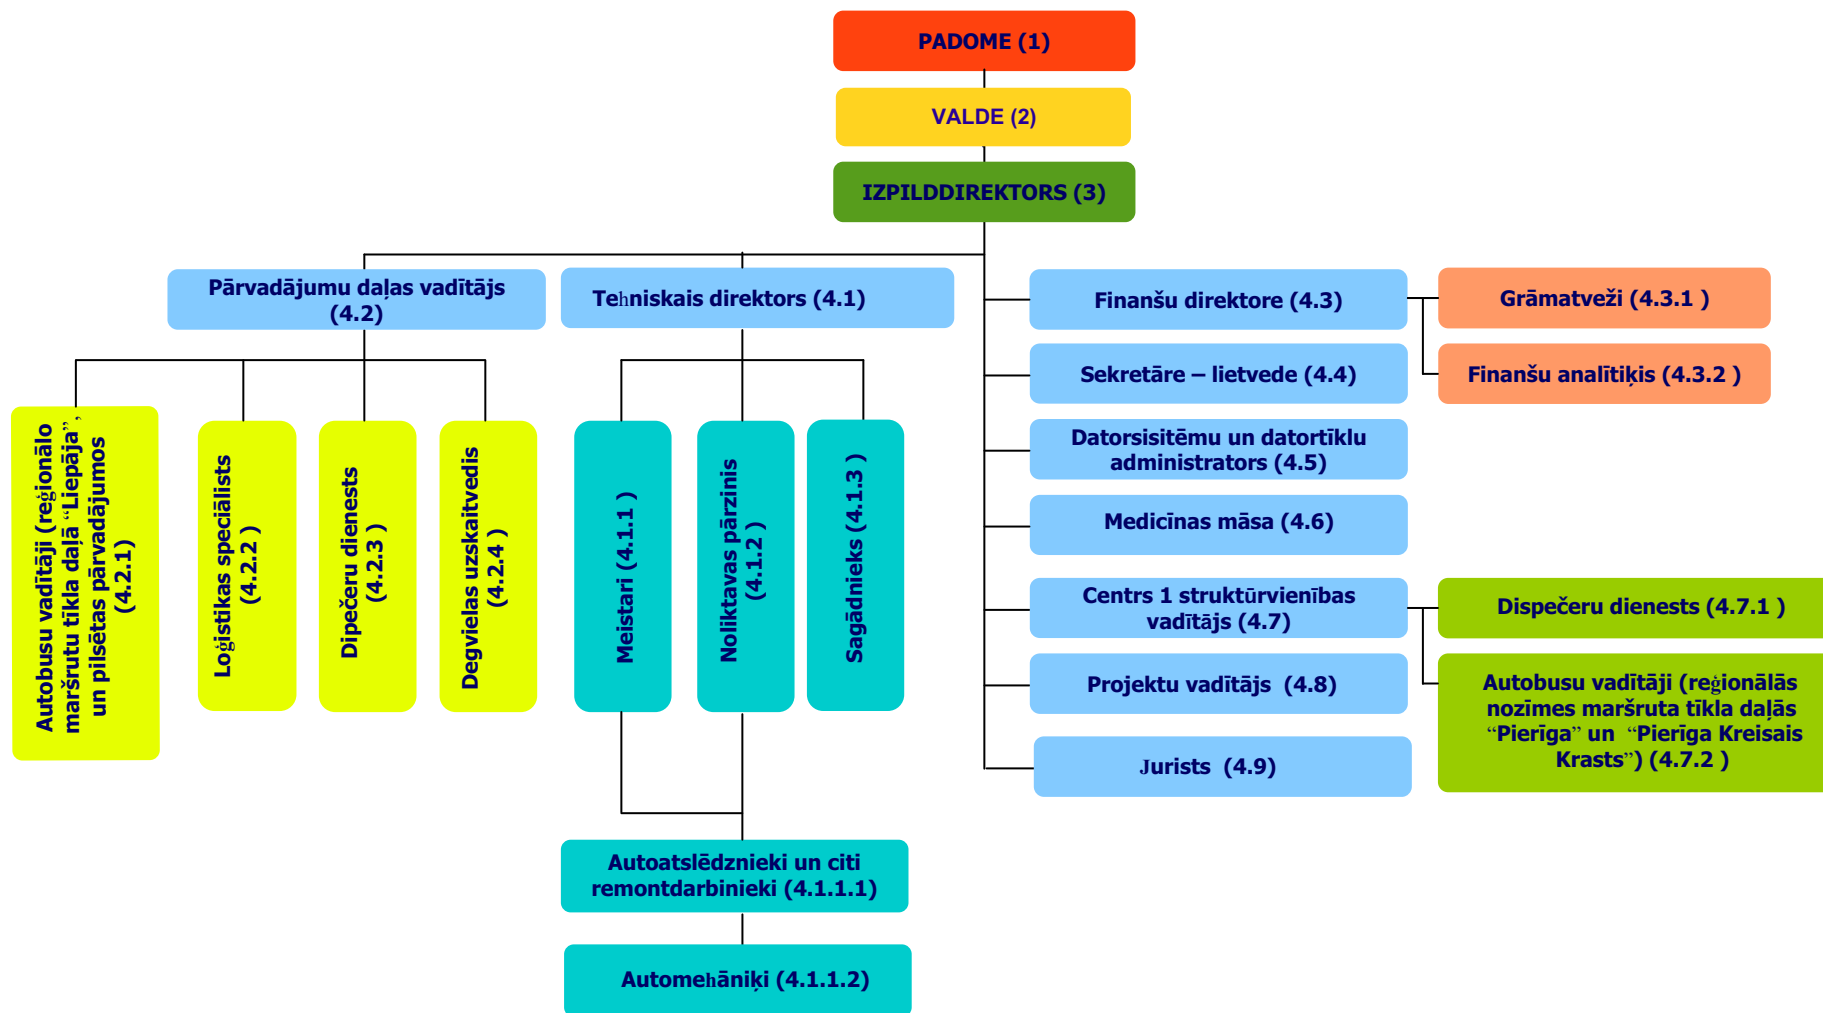 PADOME (1)
VALDE (2)
IZPILDDIREKTORS (3)
Pārvadājumu daļas vadītājs
(4.2)
Tehniskais direktors (4.1)
Finanšu direktore (4.3)
Grāmatveži (4.3.1 )
Sekretāre – lietvede (4.4)
Finanšu analītiķis (4.3.2 )
Datorsisitēmu un datortīklu
administrators (4.5)
Medicīnas māsa (4.6)
Centrs 1 struktūrvienības
vadītājs (4.7)
Dispečeru dienests (4.7.1 )
Projektu vadītājs  (4.8)
Autobusu vadītāji (reģionālās
nozīmes maršruta tīkla daļās
“Pierīga” un  “Pierīga Kreisais
Krasts”) (4.7.2 )
Jurists  (4.9)
Autobusu vadītāji (reģionālo
maršrutu tīkla daļā “Liepāja”,
un pilsētas pārvadājumos
(4.2.1)
Loģistikas speciālists
(4.2.2 )
Dipečeru dienests
(4.2.3 )
Degvielas uzskaitvedis
(4.2.4 )
Meistari (4.1.1 )
Noliktavas pārzinis
(4.1.2 )
Sagādnieks (4.1.3 )
Autoatslēdznieki un citi
remontdarbinieki (4.1.1.1)
Automehāniķi (4.1.1.2)